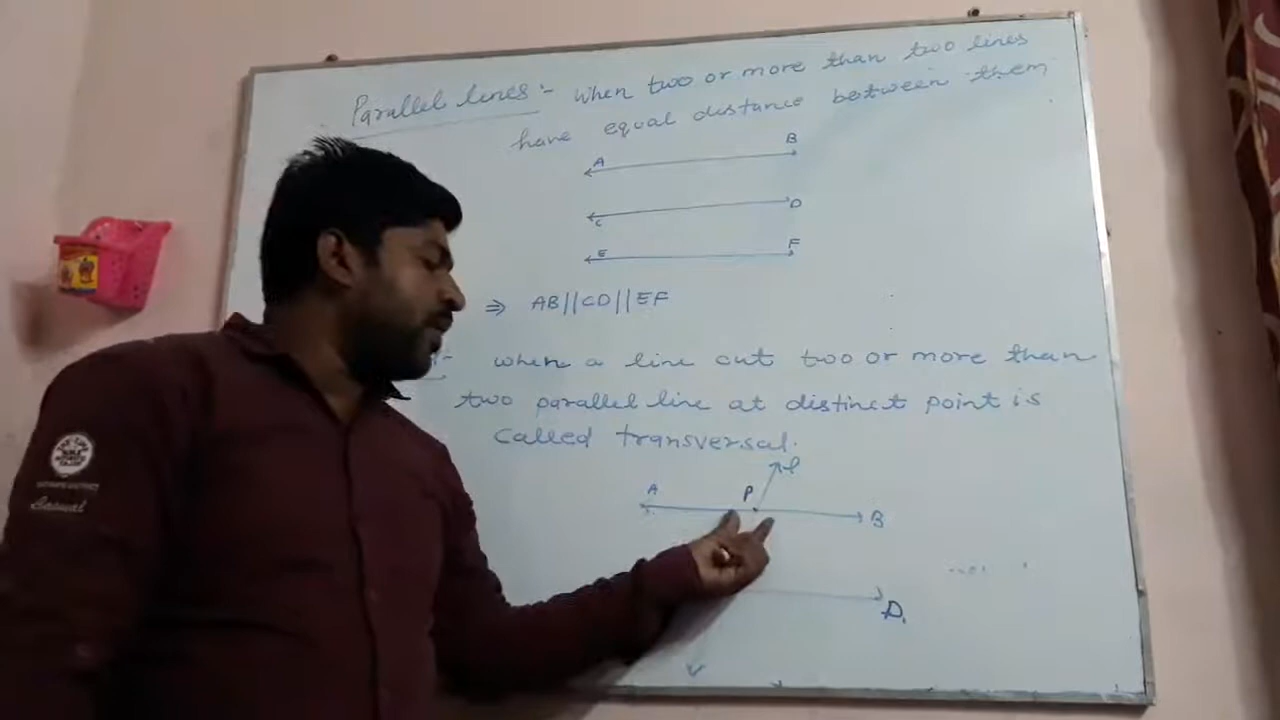 Parallel lines :- When two or more than two lines
have equal distance between them
A B
C D
E F
⇒ AB||CD||EF
:- when a line cut two or more than
two parallel line at distinct point is
called transversal.
l
A P B
D
Casual